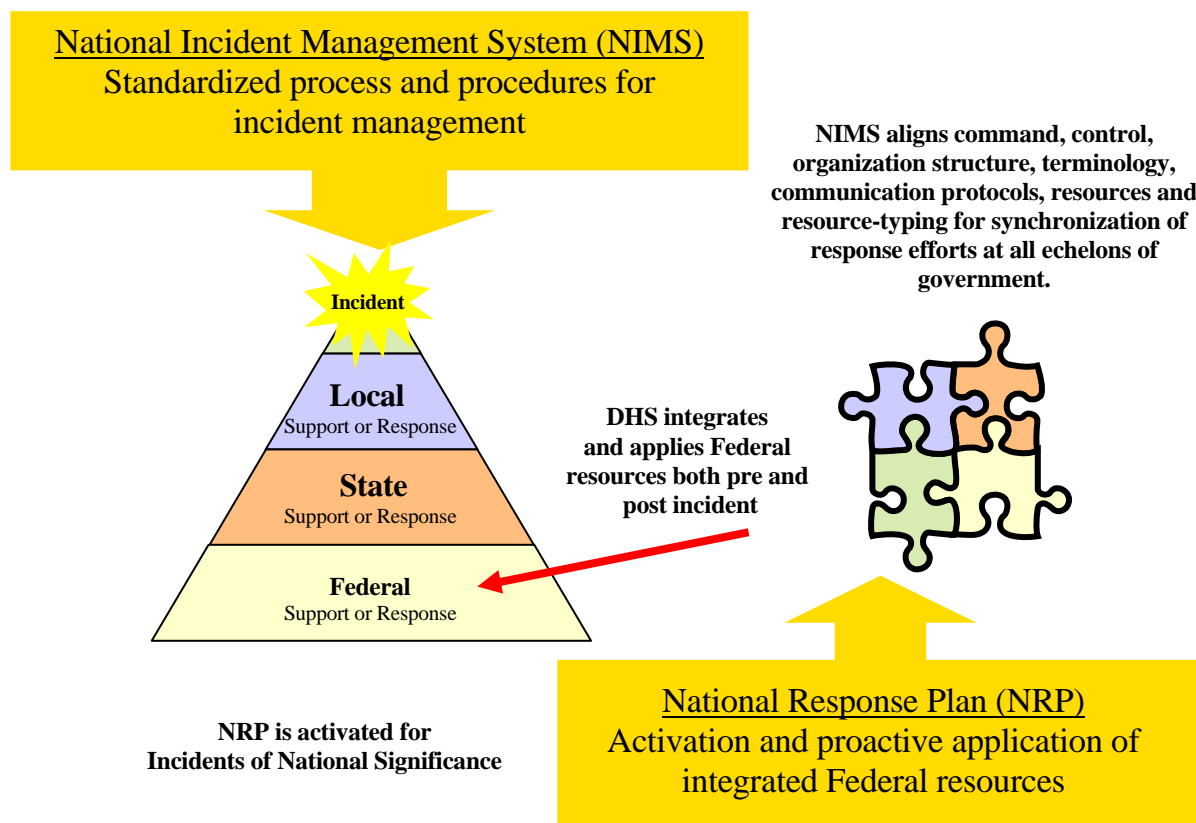 National Incident Management System (NIMS)
Standardized process and procedures for
incident management
NIMS aligns command, control,
organization structure, terminology,
communication protocols, resources and
resource-typing for synchronization of
response efforts at all echelons of
government.
Incident
Local
Support or Response
State
Support or Response
Federal
Support or Response
DHS integrates
and applies Federal
resources both pre and
post incident
NRP is activated for
Incidents of National Significance
National Response Plan (NRP)
Activation and proactive application of
integrated Federal resources